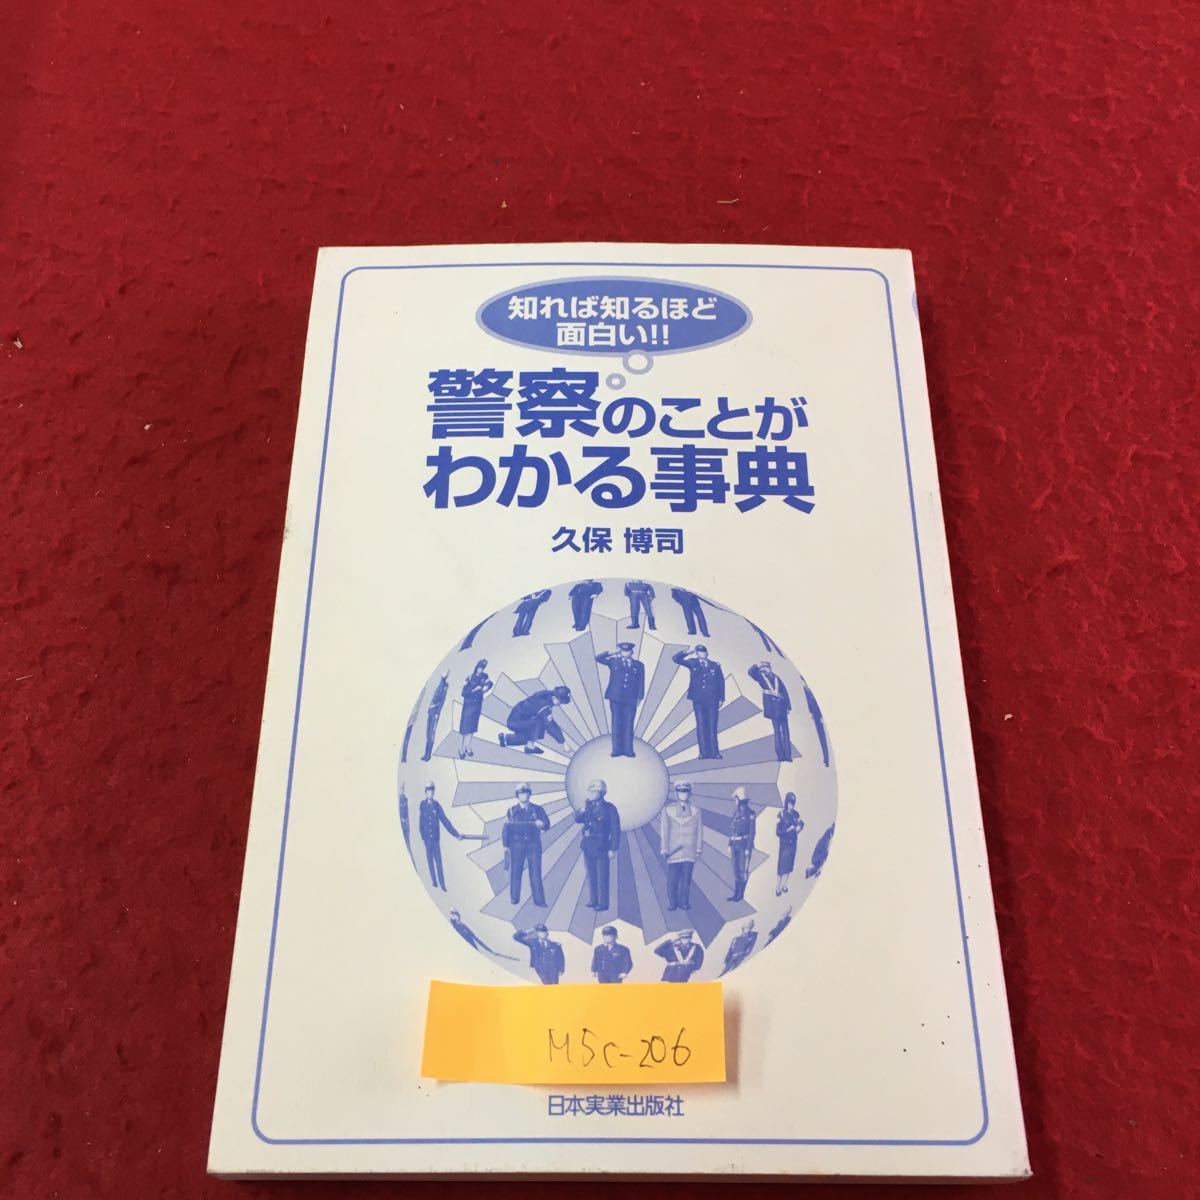 知れば知るほど
面白い!!
警察のことが
わかる事典
久保 博司
M5c-206
日本実業出版社